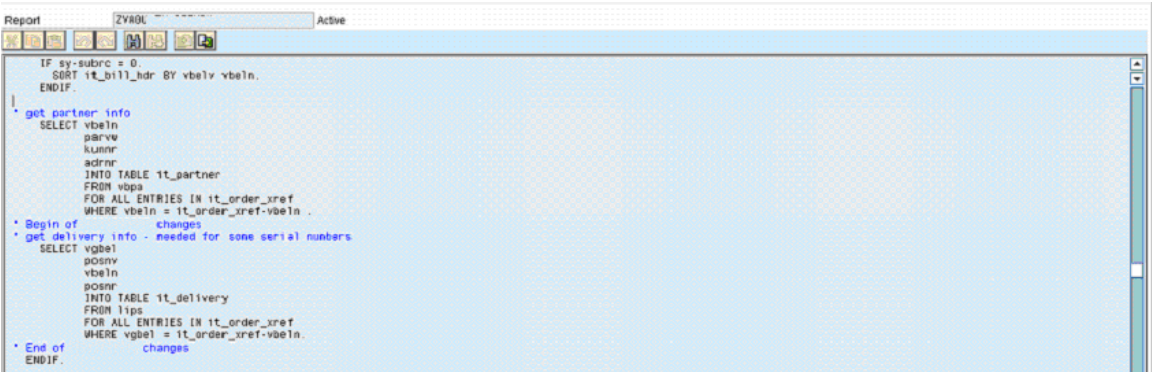 Report ZVAOL Active
IF sy-subrc = 0.
SORT it_bill_hdr BY vbelv vbeln.
ENDIF.
* get partner info
SELECT vbeln
parvw
kunnr
adrnr
INTO TABLE it_partner
FROM vbpa
FOR ALL ENTRIES IN it_order_xref
WHERE vbeln = it_order_xref-vbeln .
* Begin of changes
* get delivery info - needed for some serial numbers
SELECT vgbel
posnv
vbeln
posnr
INTO TABLE it_delivery
FROM lips
FOR ALL ENTRIES IN it_order_xref
WHERE vgbel = it_order_xref-vbeln.
* End of changes
ENDIF.